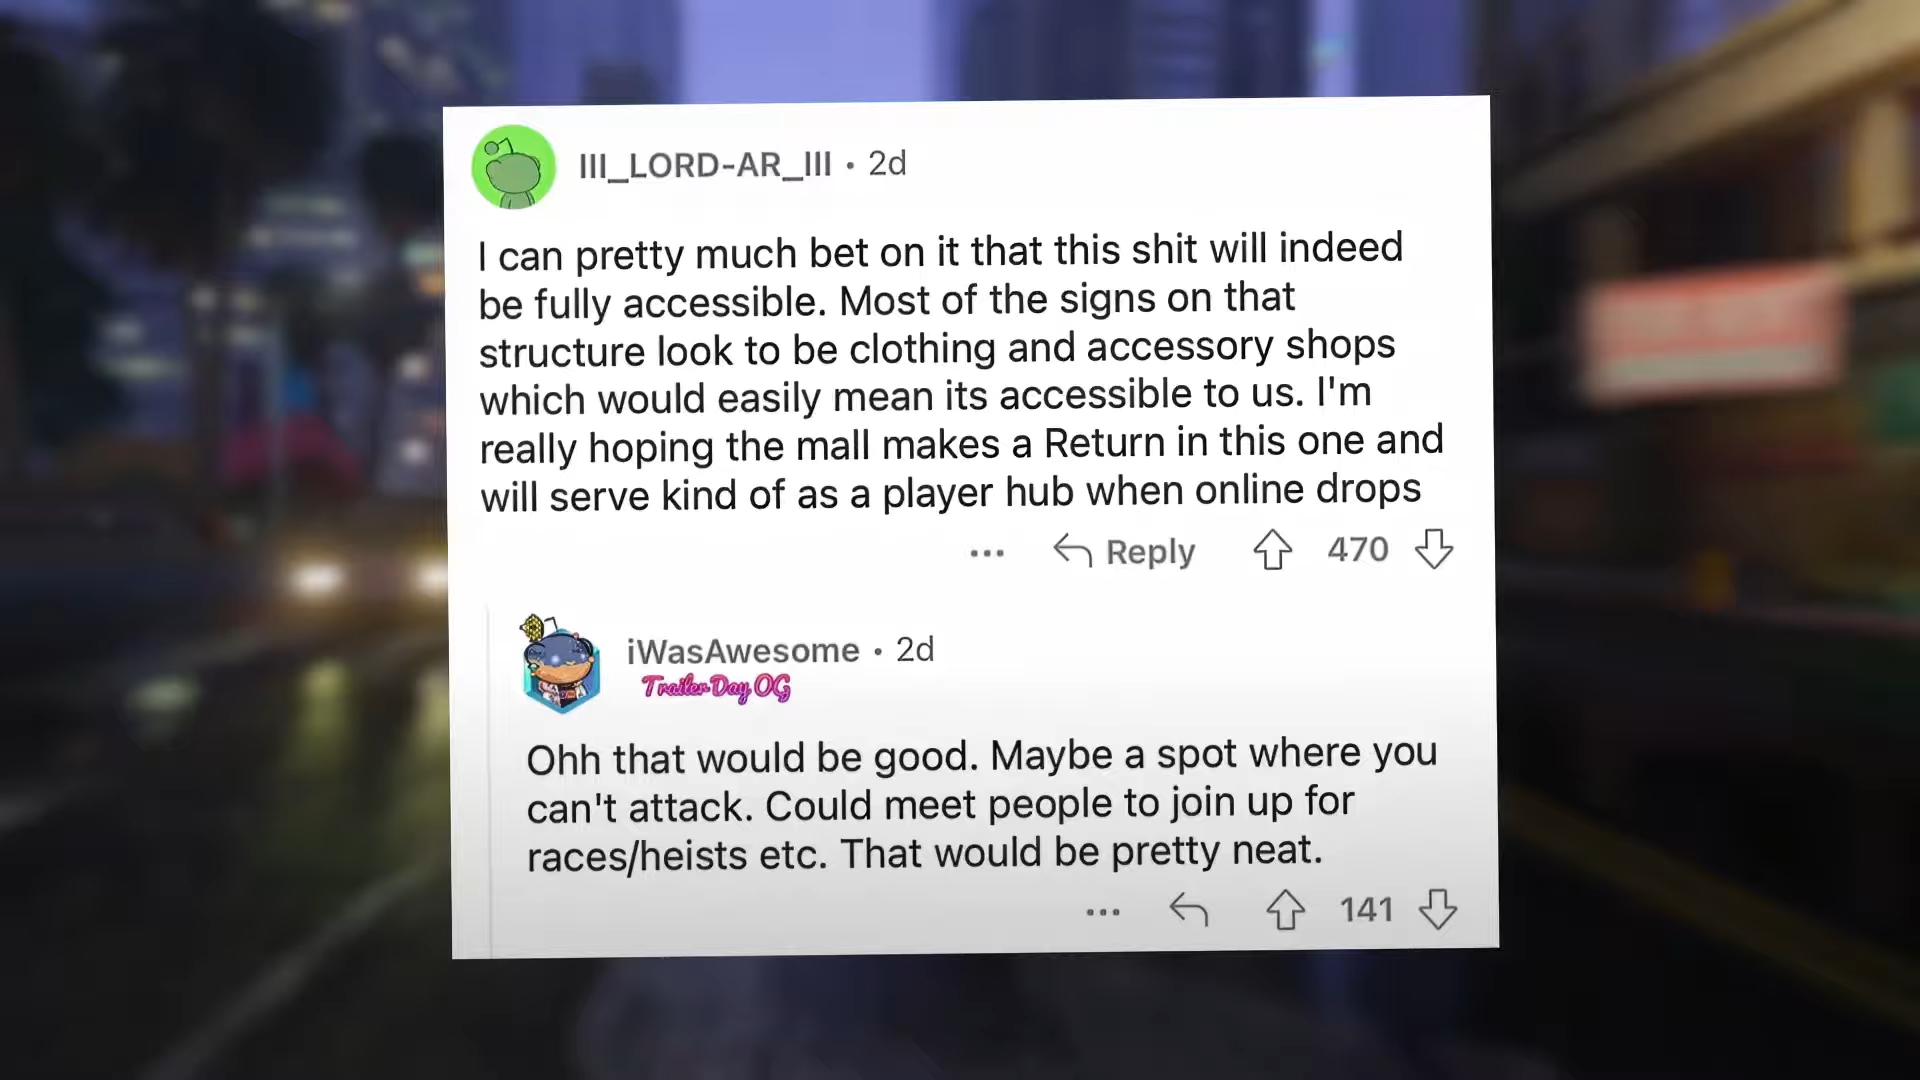 III_LORD-AR_III • 2d
I can pretty much bet on it that this shit will indeed
be fully accessible. Most of the signs on that
structure look to be clothing and accessory shops
which would easily mean its accessible to us. I'm
really hoping the mall makes a Return in this one and
will serve kind of as a player hub when online drops
... Reply 470
iWasAwesome • 2d
Trailer Day OG
Ohh that would be good. Maybe a spot where you
can't attack. Could meet people to join up for
races/heists etc. That would be pretty neat.
... 141